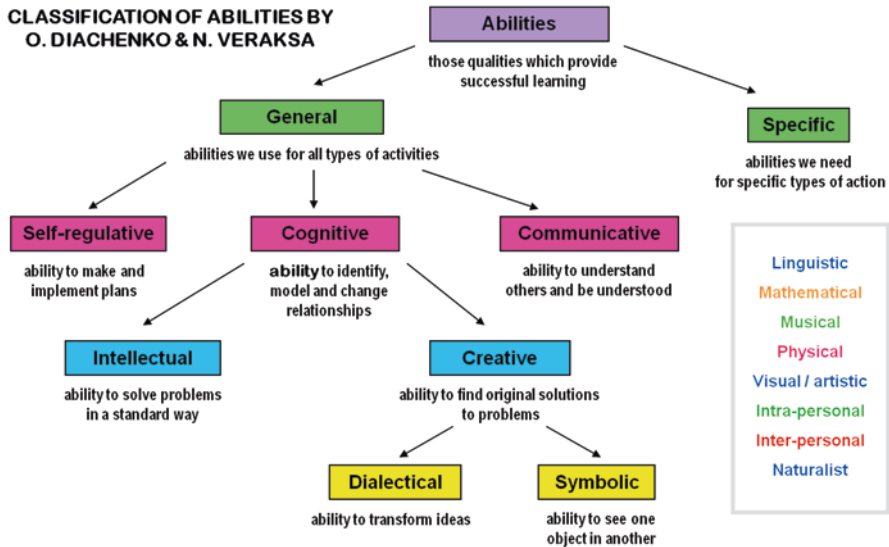 CLASSIFICATION OF ABILITIES BY
O. DIACHENKO & N. VERAKSA
Abilities
those qualities which provide
successful learning
General
abilities we use for all types of activities
Specific
abilities we need
for specific types of action
Self-regulative
ability to make and
implement plans
Cognitive
ability to identify,
model and change
relationships
Communicative
ability to understand
others and be understood
Intellectual
ability to solve problems
in a standard way
Creative
ability to find original solutions
to problems
Dialectical
ability to transform ideas
Symbolic
ability to see one
object in another
Linguistic
Mathematical
Musical
Physical
Visual / artistic
Intra-personal
Inter-personal
Naturalist